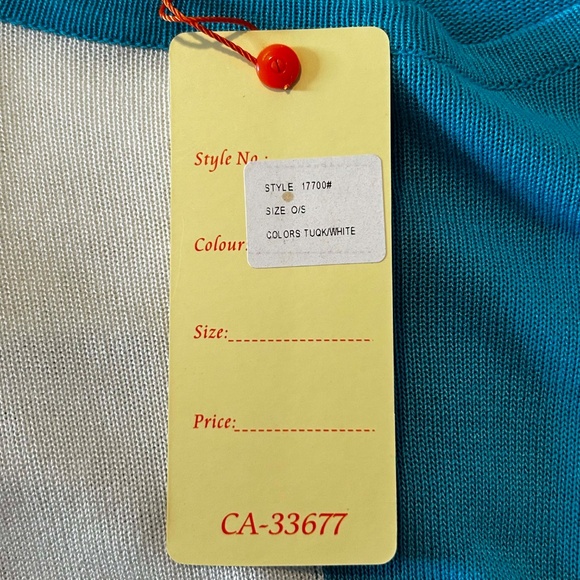 Style No.:
STYLE 17700#
SIZE O/S
COLORS TUQK/WHITE
Colour:
Size:
Price:
CA-33677